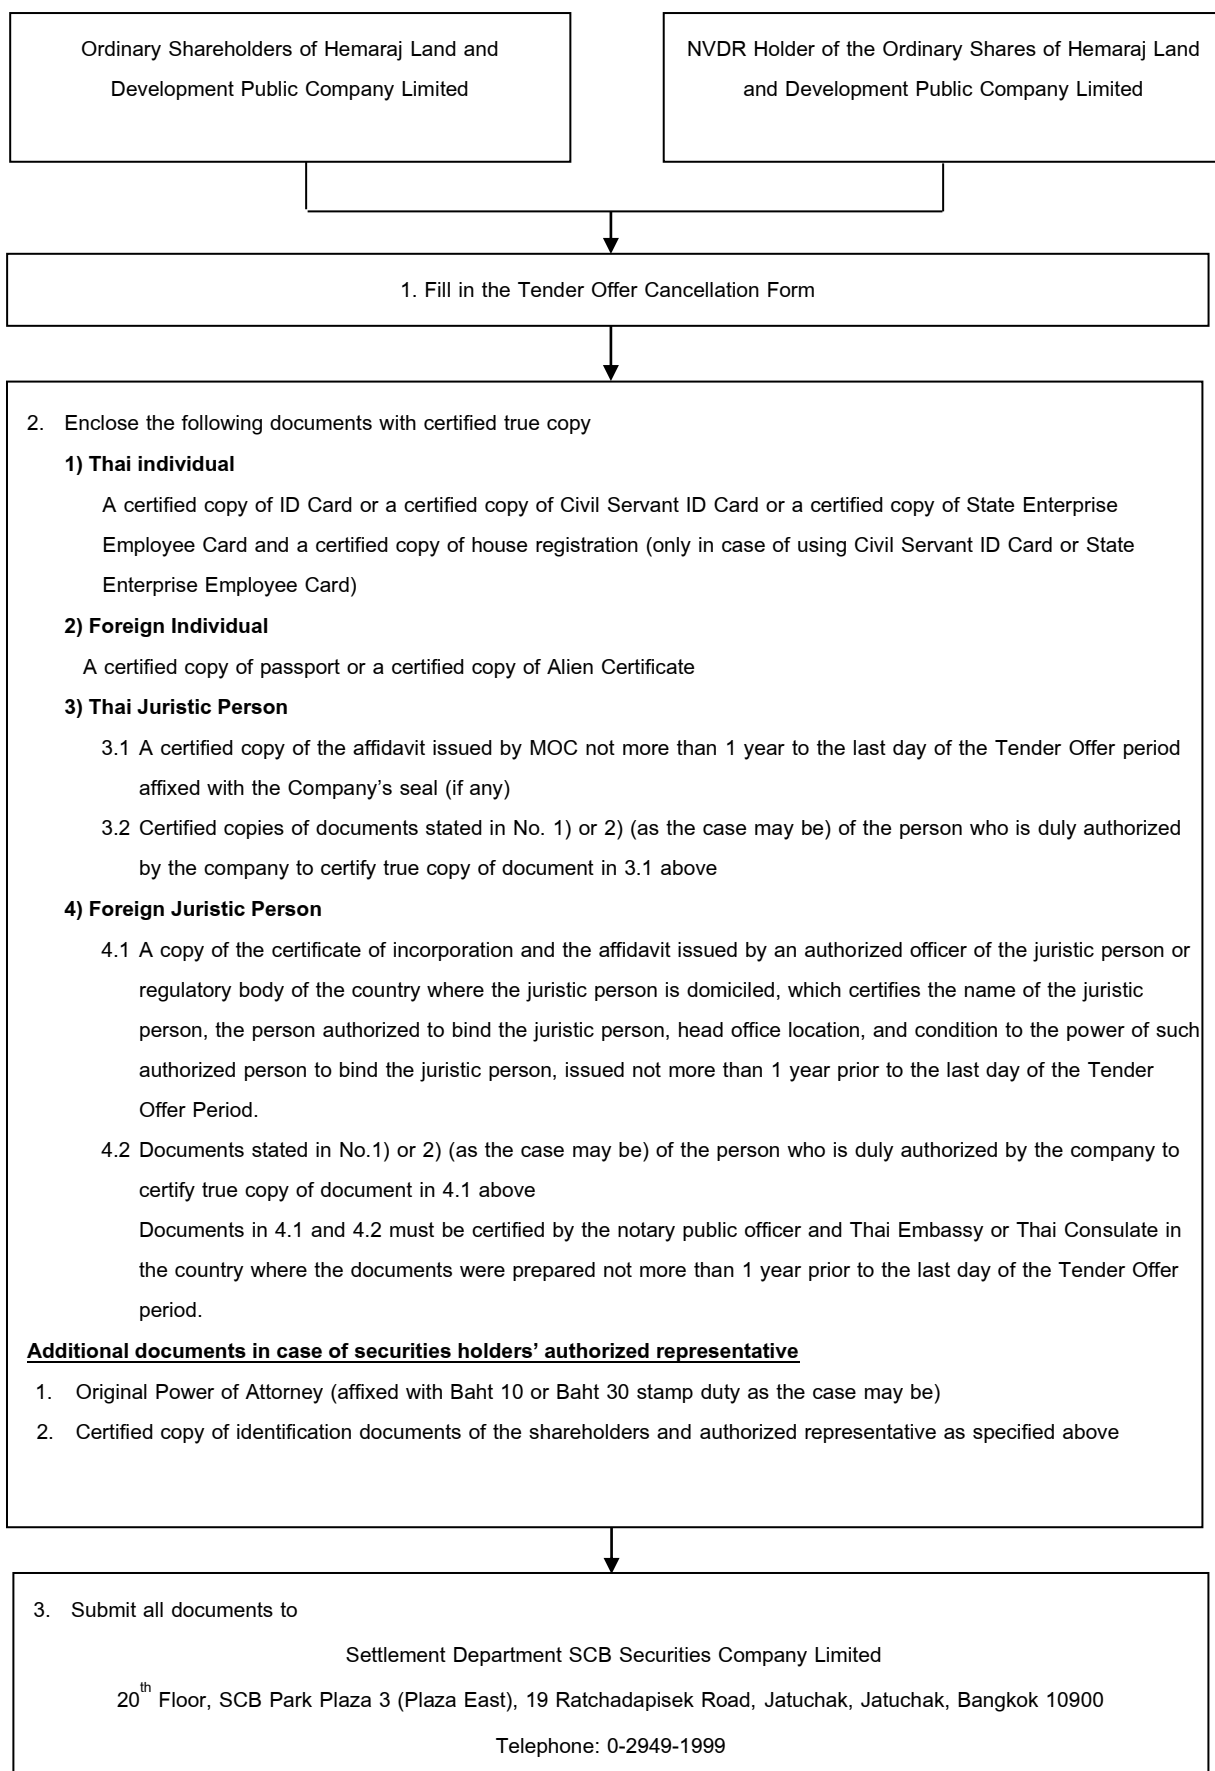 Ordinary Shareholders of Hemaraj Land and
Development Public Company Limited
NVDR Holder of the Ordinary Shares of Hemaraj Land
and Development Public Company Limited
1. Fill in the Tender Offer Cancellation Form
2. Enclose the following documents with certified true copy
1) Thai individual
A certified copy of ID Card or a certified copy of Civil Servant ID Card or a certified copy of State Enterprise
Employee Card and a certified copy of house registration (only in case of using Civil Servant ID Card or State
Enterprise Employee Card)
2) Foreign Individual
A certified copy of passport or a certified copy of Alien Certificate
3) Thai Juristic Person
3.1 A certified copy of the affidavit issued by MOC not more than 1 year to the last day of the Tender Offer period
affixed with the Company’s seal (if any)
3.2 Certified copies of documents stated in No. 1) or 2) (as the case may be) of the person who is duly authorized
by the company to certify true copy of document in 3.1 above
4) Foreign Juristic Person
4.1 A copy of the certificate of incorporation and the affidavit issued by an authorized officer of the juristic person or
regulatory body of the country where the juristic person is domiciled, which certifies the name of the juristic
person, the person authorized to bind the juristic person, head office location, and condition to the power of such
authorized person to bind the juristic person, issued not more than 1 year prior to the last day of the Tender
Offer Period.
4.2 Documents stated in No.1) or 2) (as the case may be) of the person who is duly authorized by the company to
certify true copy of document in 4.1 above
Documents in 4.1 and 4.2 must be certified by the notary public officer and Thai Embassy or Thai Consulate in
the country where the documents were prepared not more than 1 year prior to the last day of the Tender Offer
period.
Additional documents in case of securities holders’ authorized representative
1. Original Power of Attorney (affixed with Baht 10 or Baht 30 stamp duty as the case may be)
2. Certified copy of identification documents of the shareholders and authorized representative as specified above
3. Submit all documents to
Settlement Department SCB Securities Company Limited
20th Floor, SCB Park Plaza 3 (Plaza East), 19 Ratchadapisek Road, Jatuchak, Jatuchak, Bangkok 10900
Telephone: 0-2949-1999